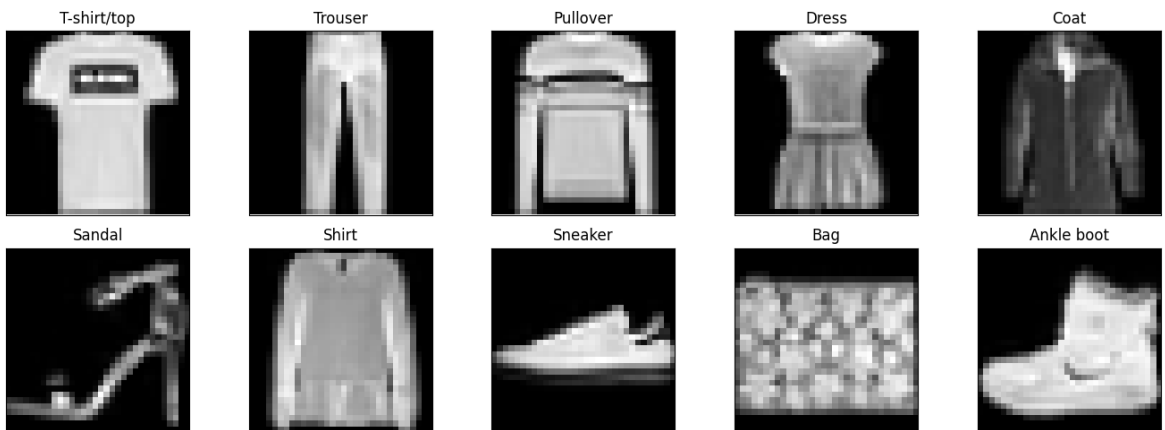 T-shirt/top
Trouser
Pullover
Dress
Coat
Sandal
Shirt
Sneaker
Bag
Ankle boot